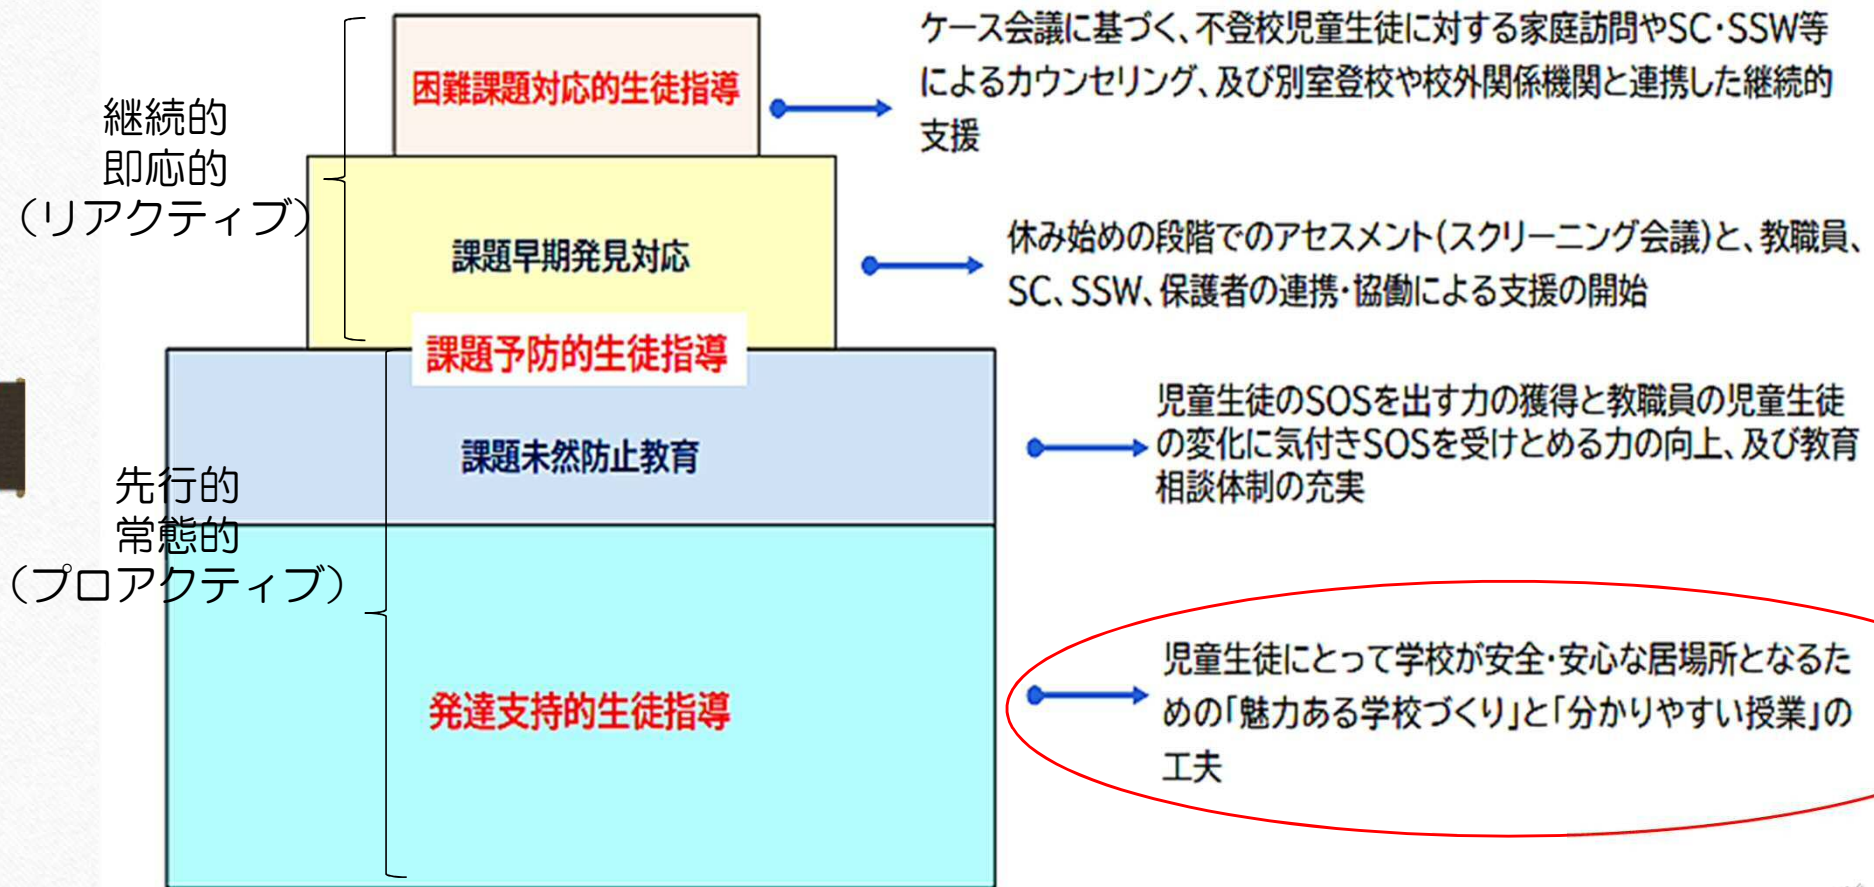 困難課題対応的生徒指導
ケース会議に基づく、不登校児童生徒に対する家庭訪問やSC・SSW等
によるカウンセリング、及び別室登校や校外関係機関と連携した継続的
支援
継続的
即応的
（リアクティブ）
課題早期発見対応
休み始めの段階でのアセスメント(スクリーニング会議)と、教職員、
SC、SSW、保護者の連携・協働による支援の開始
課題予防的生徒指導
課題未然防止教育
児童生徒のSOSを出す力の獲得と教職員の児童生徒
の変化に気付きSOSを受けとめる力の向上、及び教育
相談体制の充実
先行的
常態的
（プロアクティブ）
発達支持的生徒指導
児童生徒にとって学校が安全・安心な居場所となるた
めの「魅力ある学校づくり」と「分かりやすい授業」の
工夫